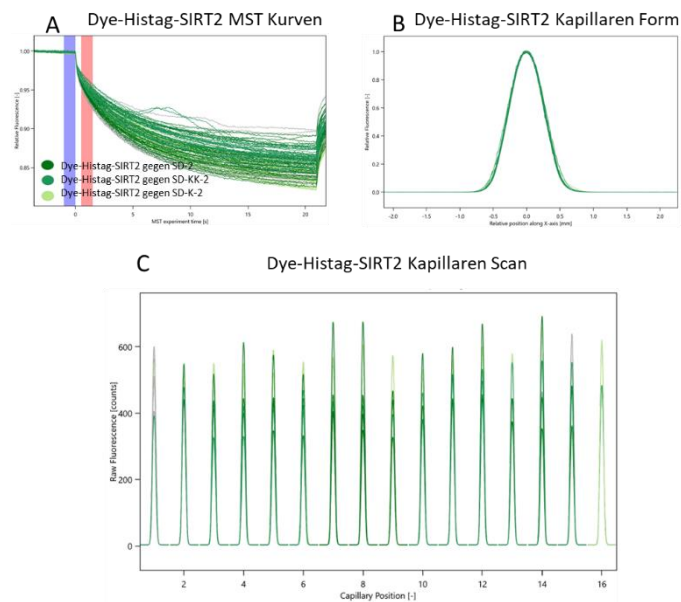 A Dye-Histag-SIRT2 MST Kurven
B Dye-Histag-SIRT2 Kapillaren Form
1.00
0.95
0.90
0.85
Relative Fluorescence [-]
Dye-Histag-SIRT2 gegen SD-2
Dye-Histag-SIRT2 gegen SD-KK-2
Dye-Histag-SIRT2 gegen SD-K-2
0 5 10 15 20
MST experiment time [s]
1.0
0.8
0.6
0.4
0.2
0.0
Relative Fluorescence [-]
-2.0 -1.5 -1.0 -0.5 0.0 0.5 1.0 1.5 2.0
Relative position along X-axis [mm]
C Dye-Histag-SIRT2 Kapillaren Scan
600
400
200
0
Raw Fluorescence [counts]
2 4 6 8 10 12 14 16
Capillary Position [-]